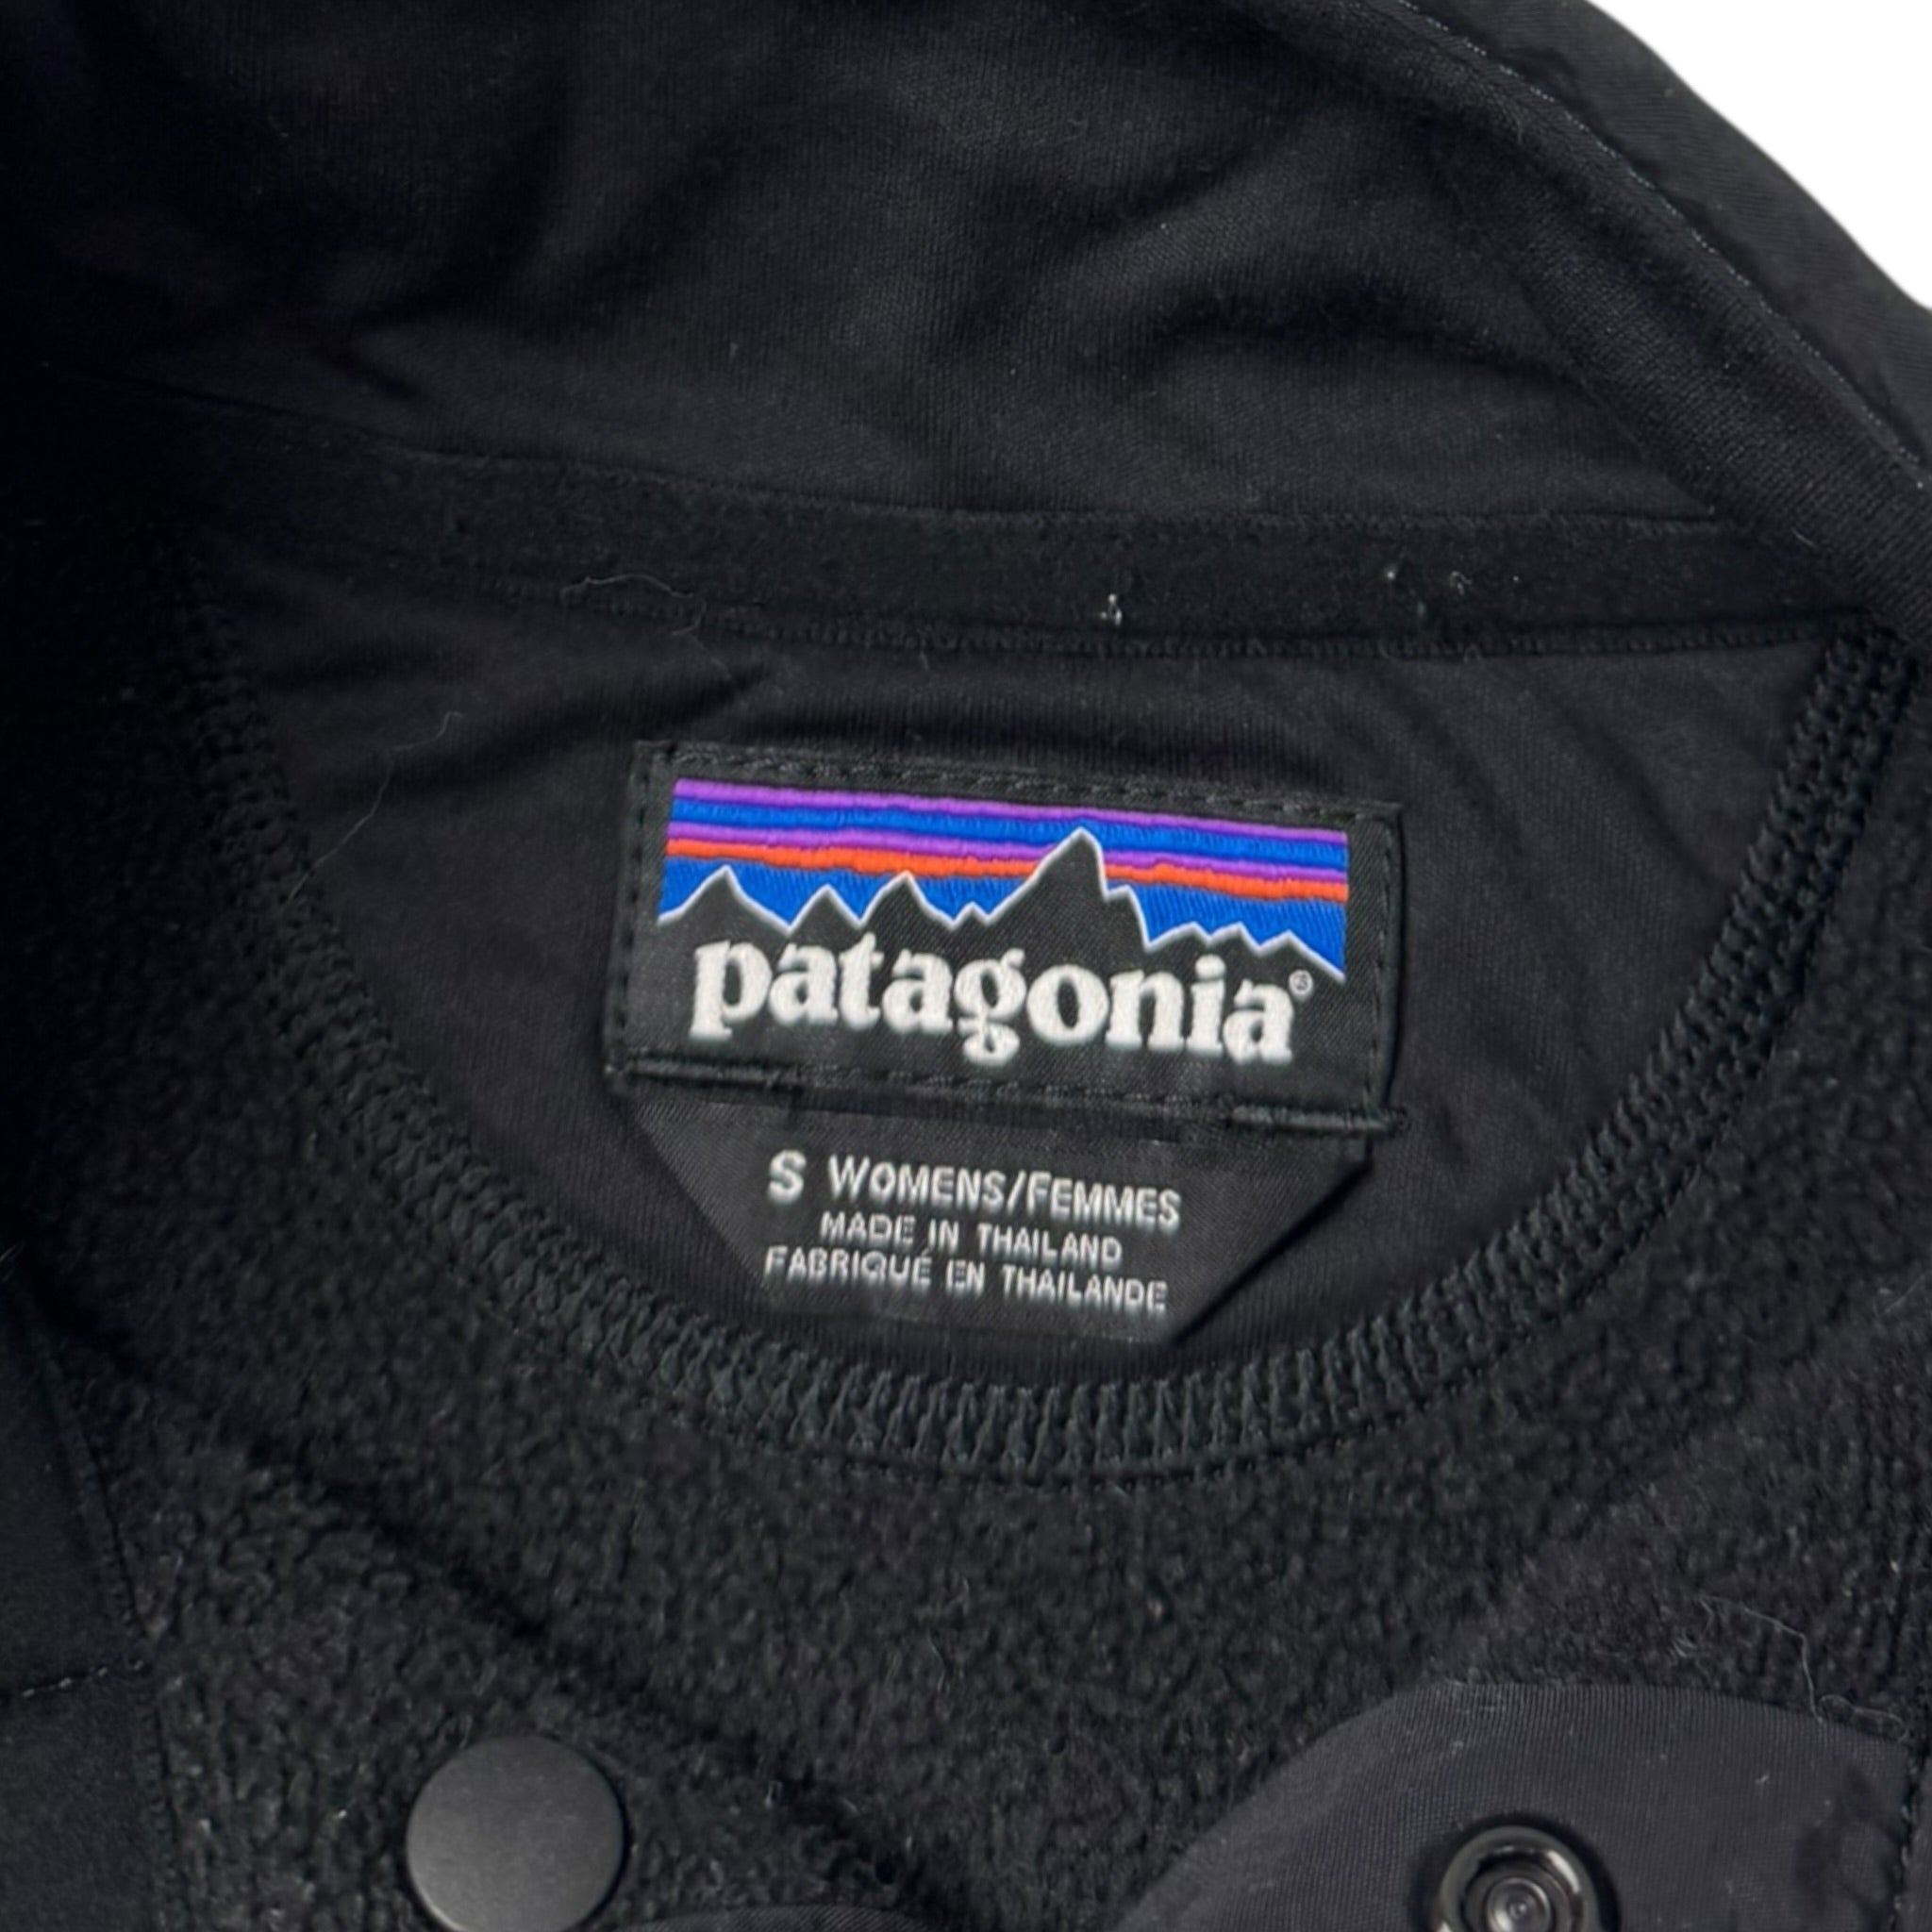 patagonia®
S WOMENS/FEMMES
MADE IN THAILAND
FABRIQUÉ EN THAILANDE